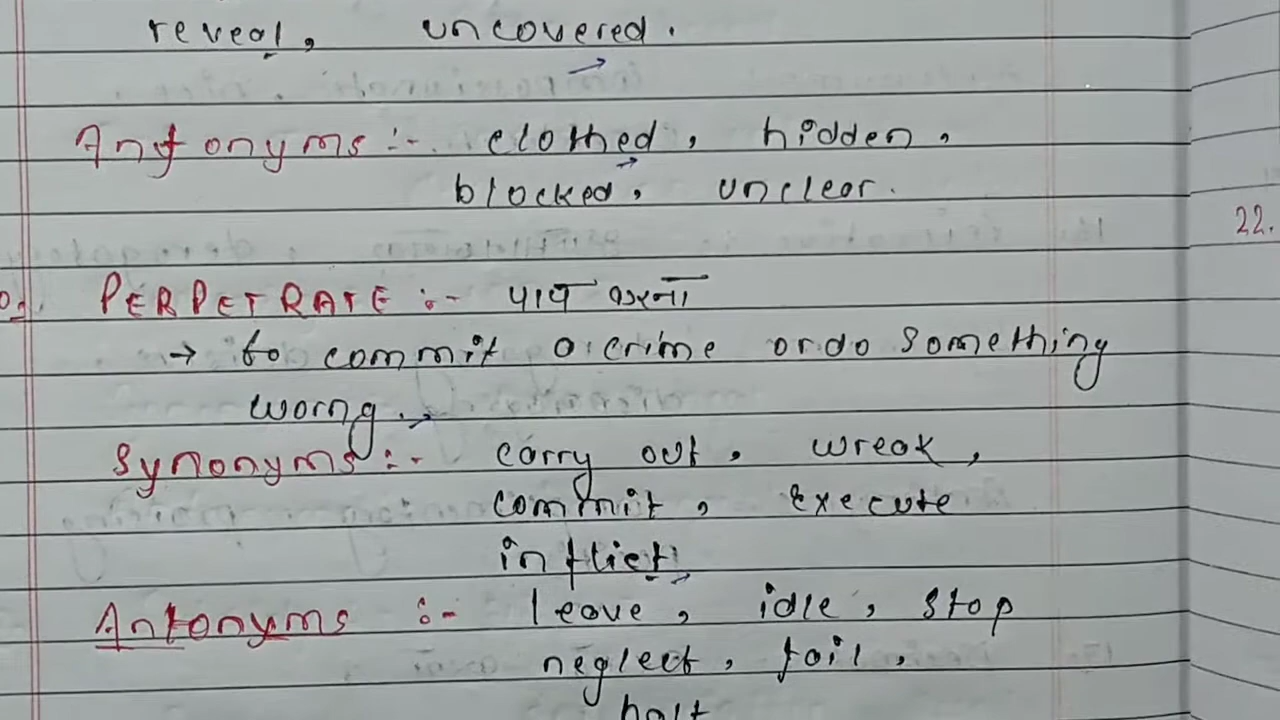 reveal, uncovered.
Antonyms :- clothed, hidden,
blocked, unclear.
22.
PERPETRATE :- पाप करना
→ to commit a crime or do something
worng.
Synonyms :- carry out, wreak,
commit, execute
inflict
Antonyms :- leave, idle, stop
neglect, fail,
halt